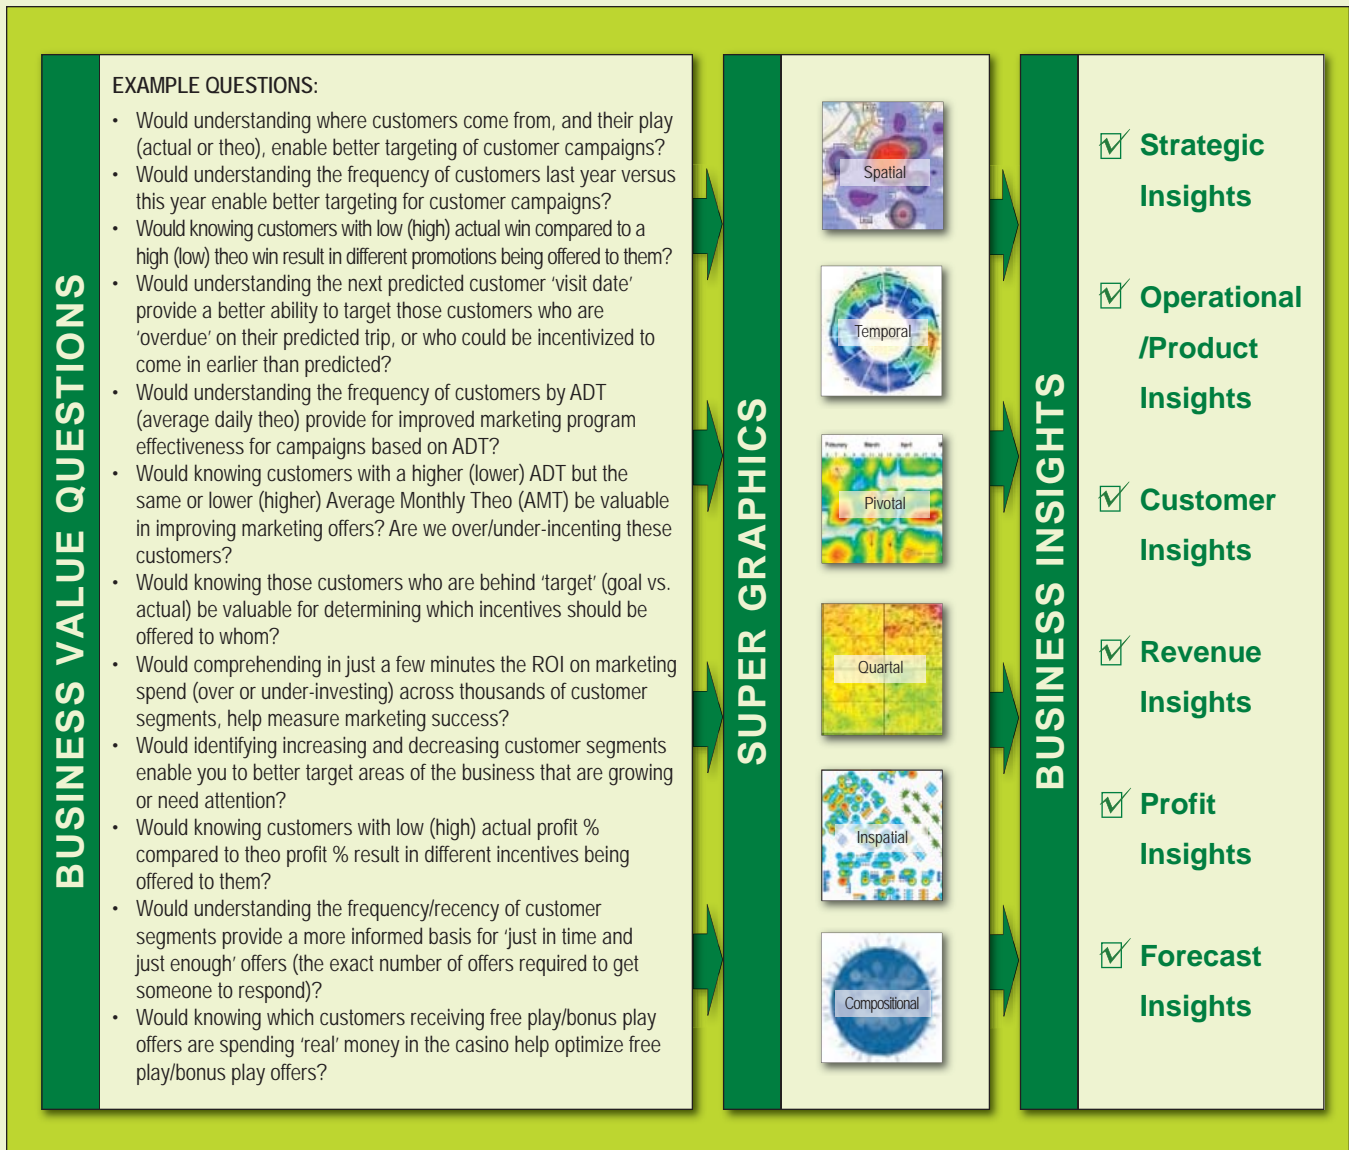 BUSINESS VALUE QUESTIONS
EXAMPLE QUESTIONS:
• Would understanding where customers come from, and their play
(actual or theo), enable better targeting of customer campaigns?
• Would understanding the frequency of customers last year versus
this year enable better targeting for customer campaigns?
• Would knowing customers with low (high) actual win compared to a
high (low) theo win result in different promotions being offered to them?
• Would understanding the next predicted customer ‘visit date’
provide a better ability to target those customers who are
‘overdue’ on their predicted trip, or who could be incentivized to
come in earlier than predicted?
• Would understanding the frequency of customers by ADT
(average daily theo) provide for improved marketing program
effectiveness for campaigns based on ADT?
• Would knowing customers with a higher (lower) ADT but the
same or lower (higher) Average Monthly Theo (AMT) be valuable
in improving marketing offers? Are we over/under-incenting these
customers?
• Would knowing those customers who are behind ‘target’ (goal vs.
actual) be valuable for determining which incentives should be
offered to whom?
• Would comprehending in just a few minutes the ROI on marketing
spend (over or under-investing) across thousands of customer
segments, help measure marketing success?
• Would identifying increasing and decreasing customer segments
enable you to better target areas of the business that are growing
or need attention?
• Would knowing customers with low (high) actual profit %
compared to theo profit % result in different incentives being
offered to them?
• Would understanding the frequency/recency of customer
segments provide a more informed basis for ‘just in time and
just enough’ offers (the exact number of offers required to get
someone to respond)?
• Would knowing which customers receiving free play/bonus play
offers are spending ‘real’ money in the casino help optimize free
play/bonus play offers?
SUPER GRAPHICS
Spatial
Temporal
February March April
Pivotal
Quartal
Inspatial
Compositional
BUSINESS INSIGHTS
Strategic
Insights
Operational
/Product
Insights
Customer
Insights
Revenue
Insights
Profit
Insights
Forecast
Insights